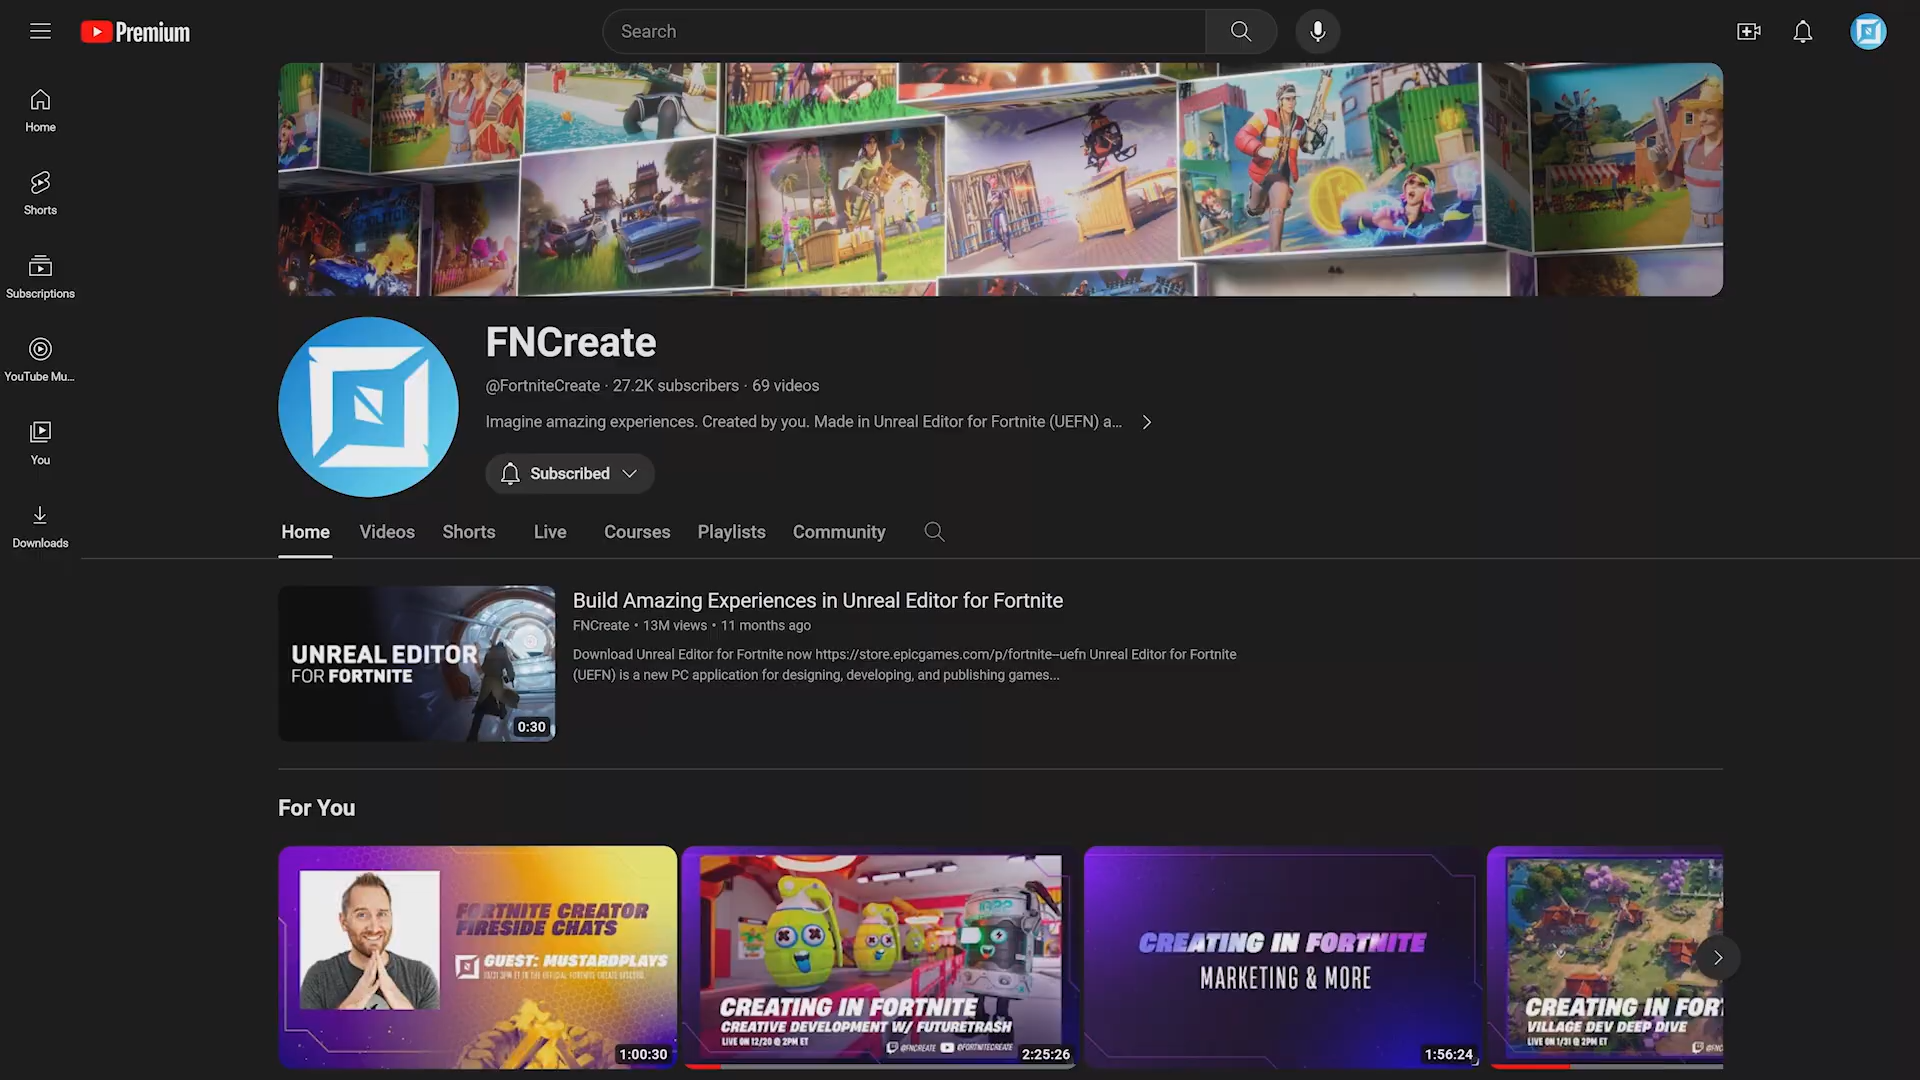 Premium
Search
Home
Shorts
Subscriptions
YouTube Mu...
You
Downloads
FNCreate
@FortniteCreate · 27.2K subscribers · 69 videos
Imagine amazing experiences. Created by you. Made in Unreal Editor for Fortnite (UEFN) a...
Subscribed
Home Videos Shorts Live Courses Playlists Community
UNREAL EDITOR
FOR FORTNITE
0:30
Build Amazing Experiences in Unreal Editor for Fortnite
FNCreate • 13M views • 11 months ago
Download Unreal Editor for Fortnite now https://store.epicgames.com/p/fortnite--uefn Unreal Editor for Fortnite
(UEFN) is a new PC application for designing, developing, and publishing games...
For You
FORTNITE CREATOR
FIRESIDE CHATS
GUEST: MUSTARDPLAYS
1:00:30
CREATING IN FORTNITE
CREATIVE DEVELOPMENT W/ FUTURETRASH
LIVE ON 12/20 @ 2PM ET
@FNCREATE @FORTNITECREATE
2:25:26
CREATING IN FORTNITE
MARKETING & MORE
1:56:24
CREATING IN FORT
VILLAGE DEV DEEP DIVE
LIVE ON 1/31 @ 2PM ET
@FNC